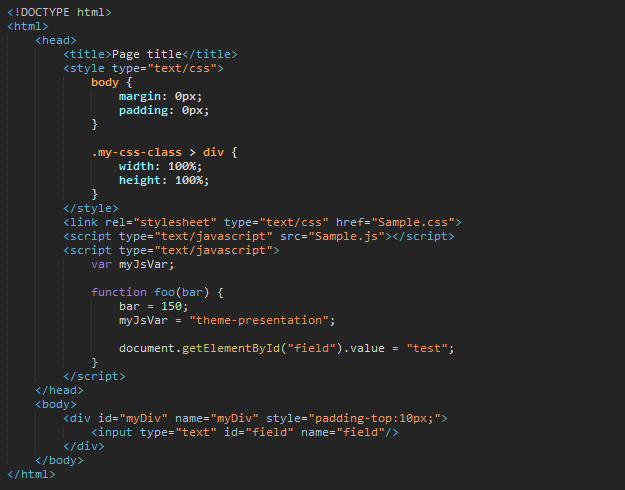 <!DOCTYPE html>
<html>
    <head>
        <title>Page title</title>
        <style type="text/css">
            body {
                margin: 0px;
                padding: 0px;
            }

            .my-css-class > div {
                width: 100%;
                height: 100%;
            }
        </style>
        <link rel="stylesheet" type="text/css" href="Sample.css">
        <script type="text/javascript" src="Sample.js"></script>
        <script type="text/javascript">
            var myJsVar;

            function foo(bar) {
                bar = 150;
                myJsVar = "theme-presentation";

                document.getElementById("field").value = "test";
            }
        </script>
    </head>
    <body>
        <div id="myDiv" name="myDiv" style="padding-top:10px;">
            <input type="text" id="field" name="field"/>
        </div>
    </body>
</html>